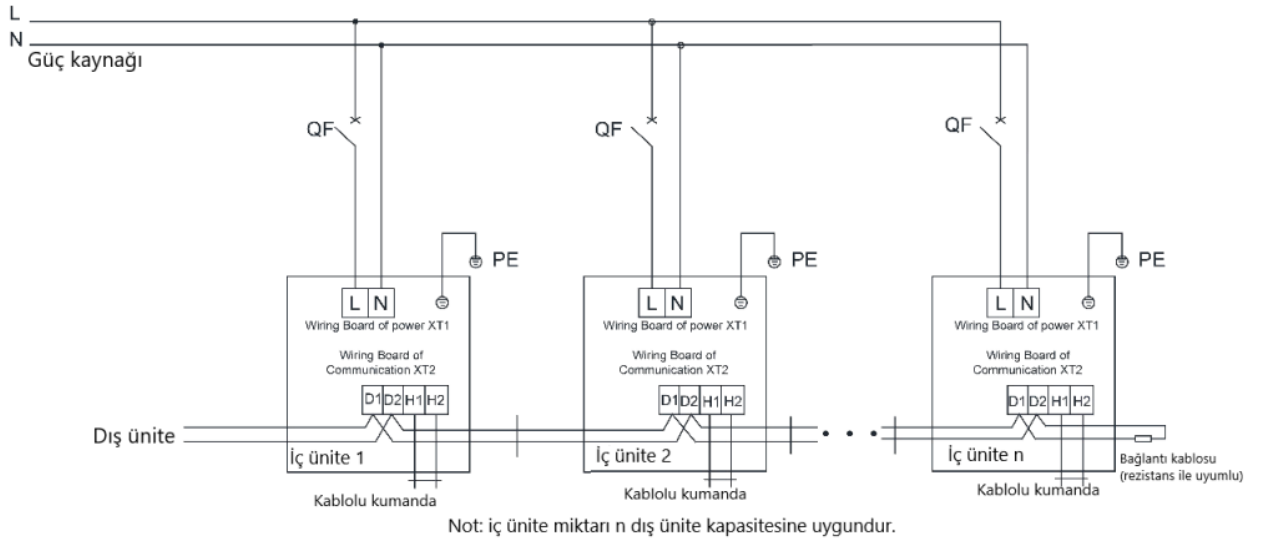 L
N
Güç kaynağı
QF
QF
QF
PE
PE
PE
L N
L N
L N
Wiring Board of power XT1
Wiring Board of power XT1
Wiring Board of power XT1
Wiring Board of
Communication XT2
Wiring Board of
Communication XT2
Wiring Board of
Communication XT2
D1 D2 H1 H2
D1 D2 H1 H2
D1 D2 H1 H2
Dış ünite
İç ünite 1
İç ünite 2
İç ünite n
Bağlantı kablosu
(rezistans ile uyumlu)
Kablolu kumanda
Kablolu kumanda
Kablolu kumanda
Not: iç ünite miktarı n dış ünite kapasitesine uygundur.